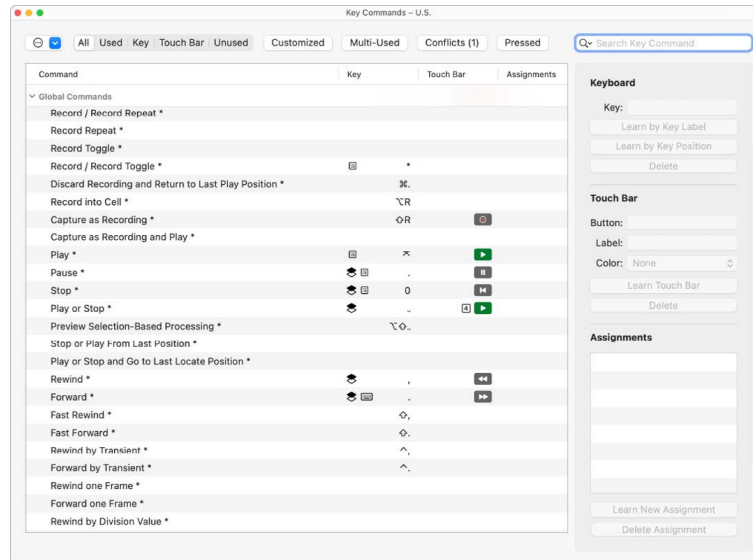 Key Commands – U.S.
All Used Key Touch Bar Unused Customized Multi-Used Conflicts (1) Pressed Search Key Command
Command Key Touch Bar Assignments
Global Commands
Record / Record Repeat *
Record Repeat *
Record Toggle *
Record / Record Toggle * *
Discard Recording and Return to Last Play Position * ⌘.
Record into Cell * ⌥R
Capture as Recording * ⇧R
Capture as Recording and Play *
Play * ⌅
Pause * .
Stop * 0
Play or Stop * 4 ⎵
Preview Selection-Based Processing * ⌥⇧⎵
Stop or Play From Last Position *
Play or Stop and Go to Last Locate Position *
Rewind * ,
Forward * .
Fast Rewind * ⇧,
Fast Forward * ⇧.
Rewind by Transient * ^,
Forward by Transient * ^.
Rewind one Frame *
Forward one Frame *
Rewind by Division Value *
Keyboard
Key:
Learn by Key Label
Learn by Key Position
Delete
Touch Bar
Button:
Label:
Color: None
Learn Touch Bar
Delete
Assignments
Learn New Assignment
Delete Assignment